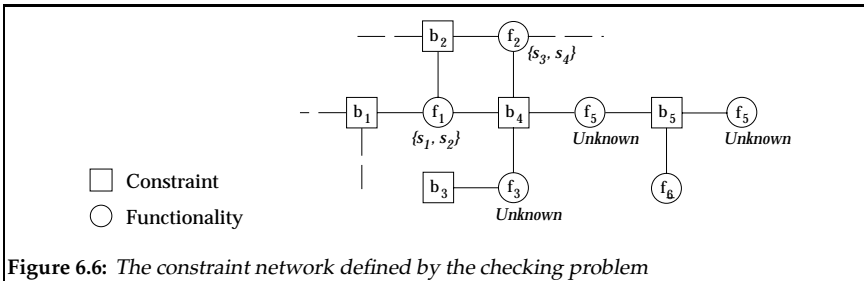 b2 f2
{s3, s4}
b1 f1 b4 f5 b5 f5
{s1, s2} Unknown Unknown
Constraint b3 f3 f6
Functionality Unknown
Figure 6.6: The constraint network defined by the checking problem